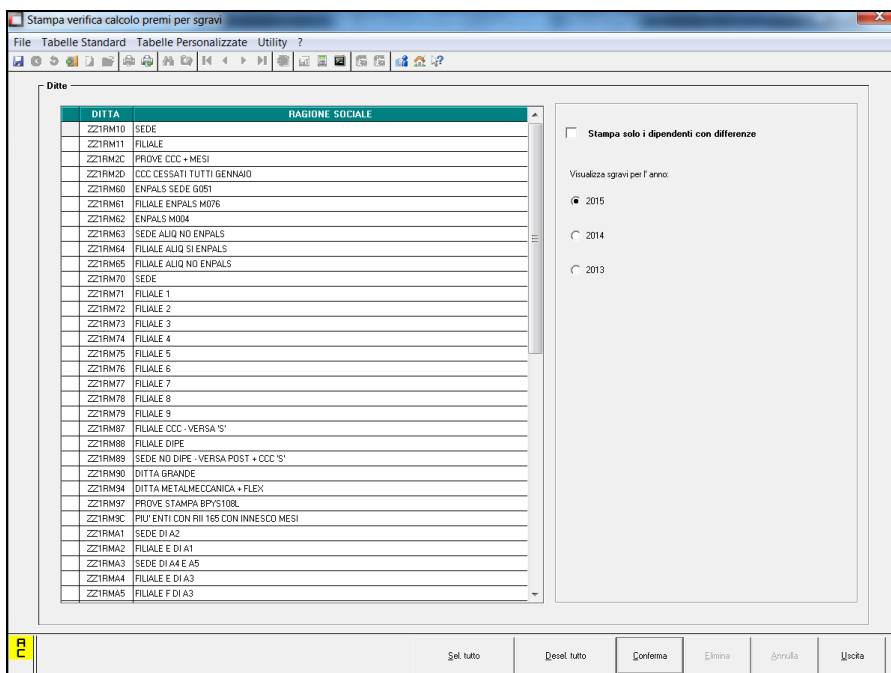 Stampa verifica calcolo premi per sgravi
File Tabelle Standard Tabelle Personalizzate Utility ?
Ditte
DITTA RAGIONE SOCIALE
ZZ1RM10 SEDE
ZZ1RM11 FILIALE
ZZ1RM2C PROVE CCC + MESI
ZZ1RM2D CCC CESSATI TUTTI GENNAIO
ZZ1RM60 ENPALS SEDE G051
ZZ1RM61 FILIALE ENPALS M076
ZZ1RM62 ENPALS M004
ZZ1RM63 SEDE ALIQ NO ENPALS
ZZ1RM64 FILIALE ALIQ SI ENPALS
ZZ1RM65 FILIALE ALIQ NO ENPALS
ZZ1RM70 SEDE
ZZ1RM71 FILIALE 1
ZZ1RM72 FILIALE 2
ZZ1RM73 FILIALE 3
ZZ1RM74 FILIALE 4
ZZ1RM75 FILIALE 5
ZZ1RM76 FILIALE 6
ZZ1RM77 FILIALE 7
ZZ1RM78 FILIALE 8
ZZ1RM79 FILIALE 9
ZZ1RM87 FILIALE CCC - VERSA 'S'
ZZ1RM88 FILIALE DIPE
ZZ1RM89 SEDE NO DIPE - VERSA POST + CCC 'S'
ZZ1RM90 DITTA GRANDE
ZZ1RM94 DITTA METALMECCANICA + FLEX
ZZ1RM97 PROVE STAMPA BPYS108L
ZZ1RM9C PIU' ENTI CON RII 165 CON INNESCO MESI
ZZ1RMA1 SEDE DI A2
ZZ1RMA2 FILIALE E DI A1
ZZ1RMA3 SEDE DI A4 E A5
ZZ1RMA4 FILIALE E DI A3
ZZ1RMA5 FILIALE F DI A3
Stampa solo i dipendenti con differenze
Visualizza sgravi per l' anno:
2015
2014
2013
AC
Sel. tutto Desel. tutto Conferma Elimina Annulla Uscita